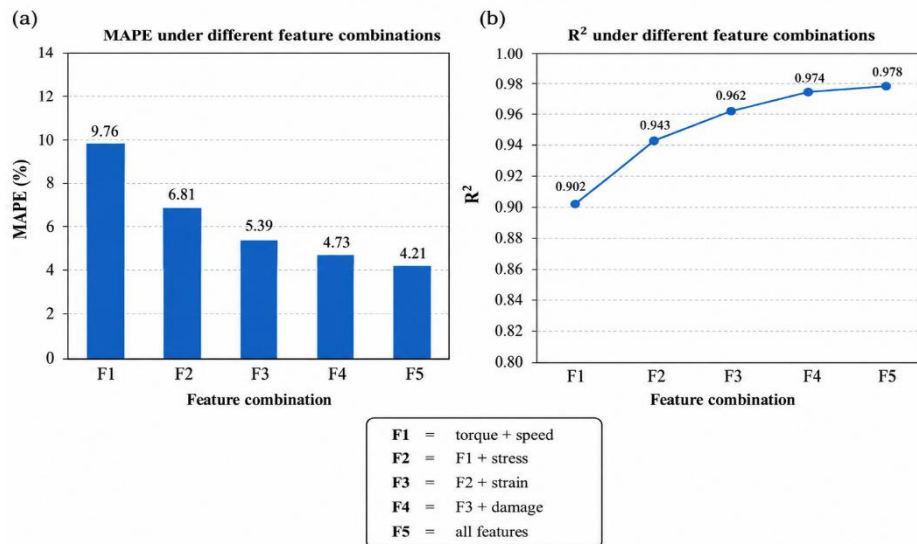 (a)
MAPE under different feature combinations
14
12
10
8
6
4
2
0
MAPE (%)
9.76
6.81
5.39
4.73
4.21
F1 F2 F3 F4 F5
Feature combination
(b)
R² under different feature combinations
1.00
0.98
0.96
0.94
0.92
0.90
0.88
0.86
0.84
0.82
0.80
R²
0.902
0.943
0.962
0.974
0.978
F1 F2 F3 F4 F5
Feature combination
F1 = torque + speed
F2 = F1 + stress
F3 = F2 + strain
F4 = F3 + damage
F5 = all features